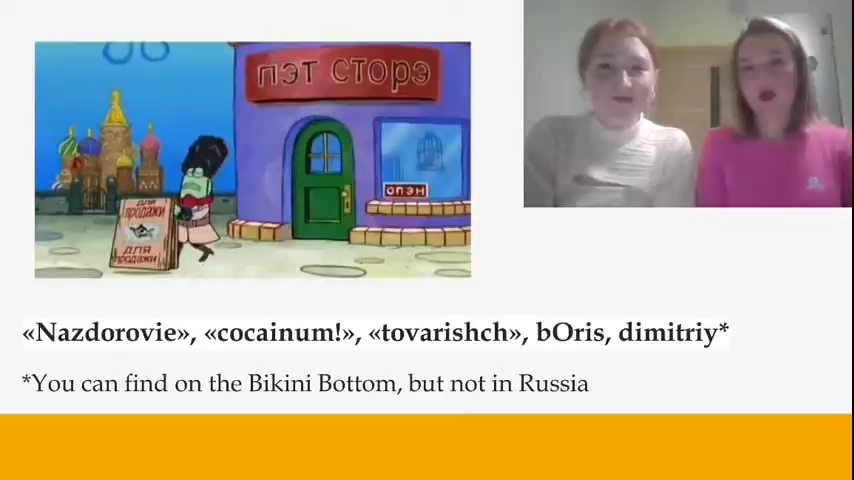 пэт сторэ
опэн
для
продажи
для
продажи
«Nazdorovie», «cocainum!», «tovarishch», bOris, dimitriy*
*You can find on the Bikini Bottom, but not in Russia